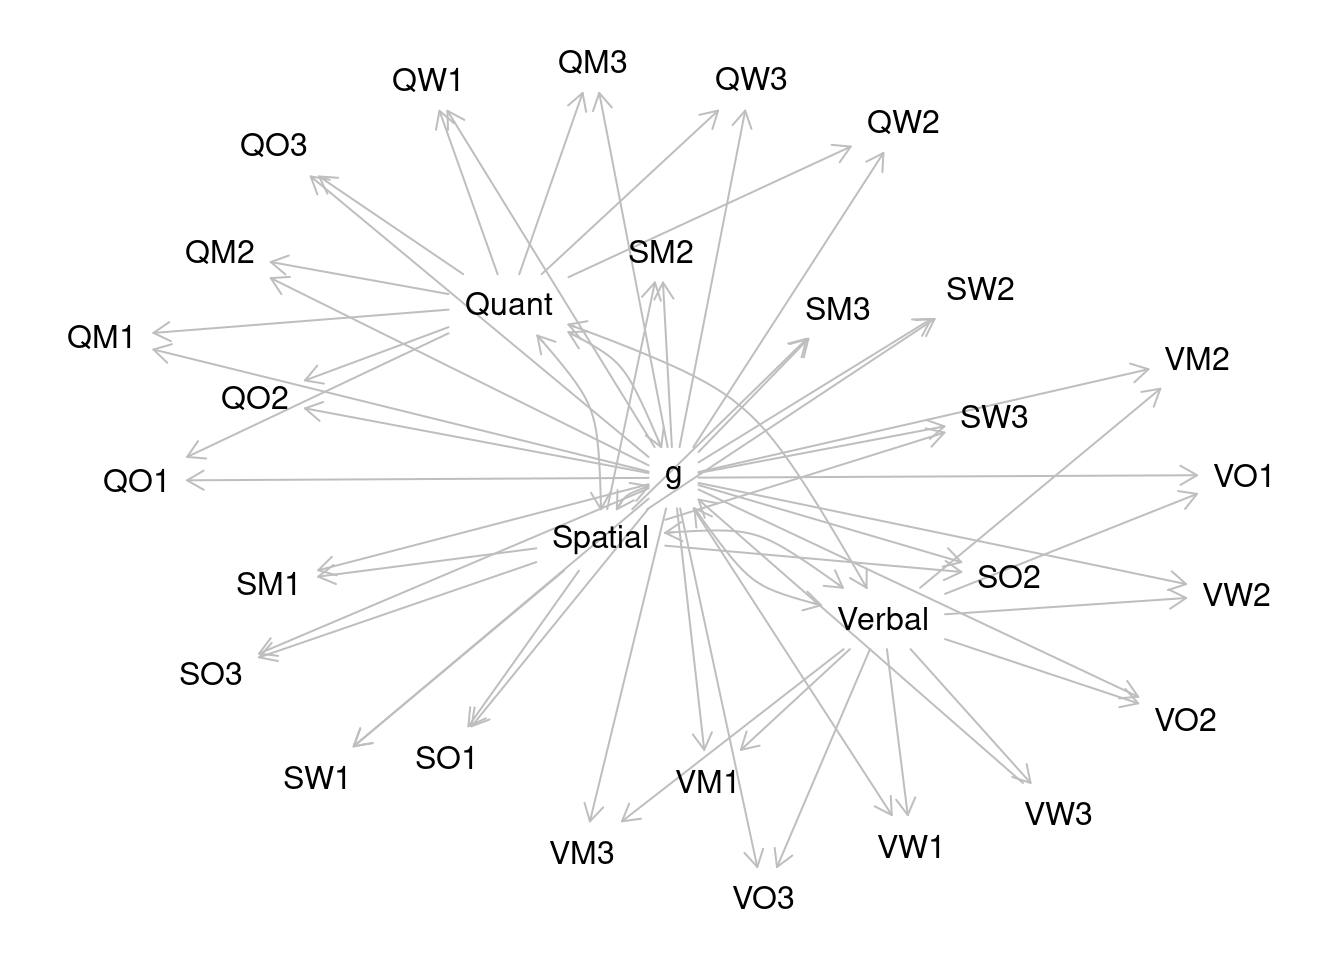 QM3
QW1
QW3
QW2
QO3
QM2
SM2
SW2
Quant
SM3
QM1
VM2
QO2
SW3
g
VO1
QO1
Spatial
SO2
SM1
VW2
Verbal
SO3
VO2
SO1
SW1
VM1
VW3
VW1
VM3
VO3